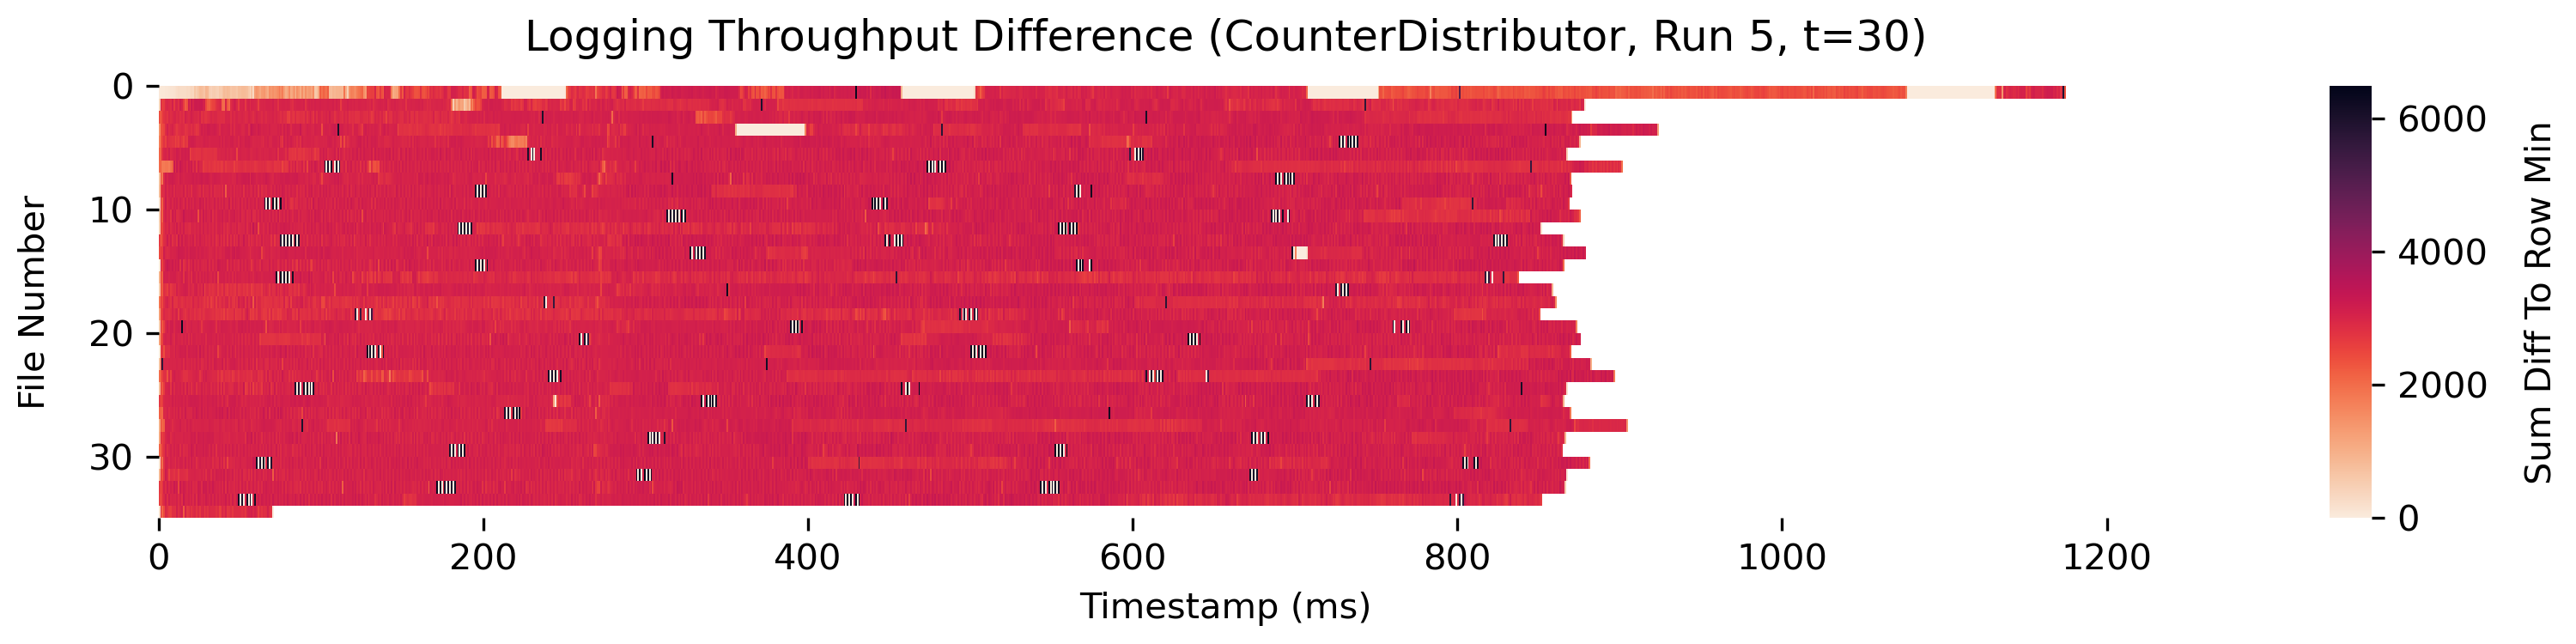 Logging Throughput Difference (CounterDistributor, Run 5, t=30)
File Number
0
10
20
30
0 200 400 600 800 1000 1200
Timestamp (ms)
6000
4000
2000
0
Sum Diff To Row Min